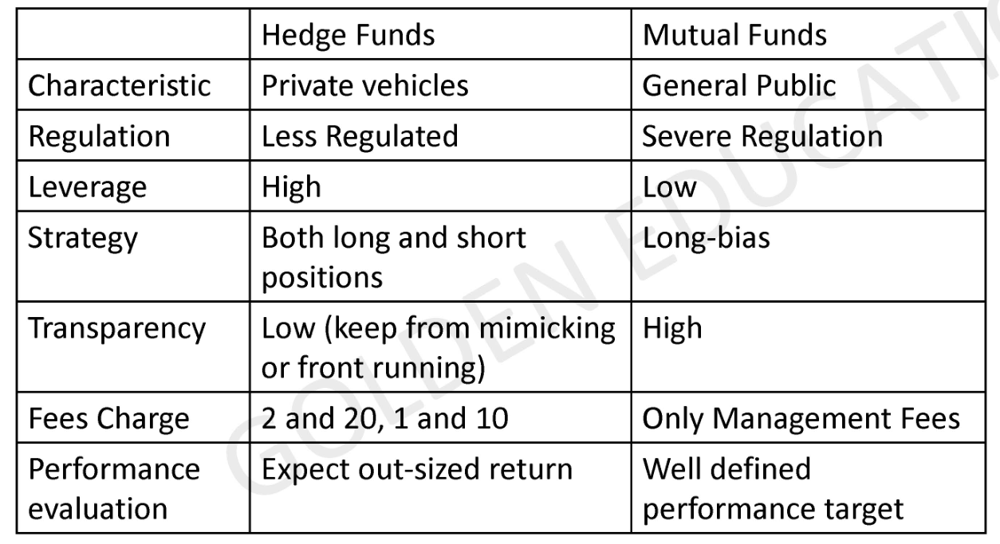 Hedge Funds Mutual Funds
Characteristic Private vehicles General Public
Regulation Less Regulated Severe Regulation
Leverage High Low
Strategy Both long and short Long-bias
positions
Transparency Low (keep from mimicking High
or front running)
Fees Charge 2 and 20, 1 and 10 Only Management Fees
Performance Expect out-sized return Well defined
evaluation performance target
GOLDEN EDUCATIO